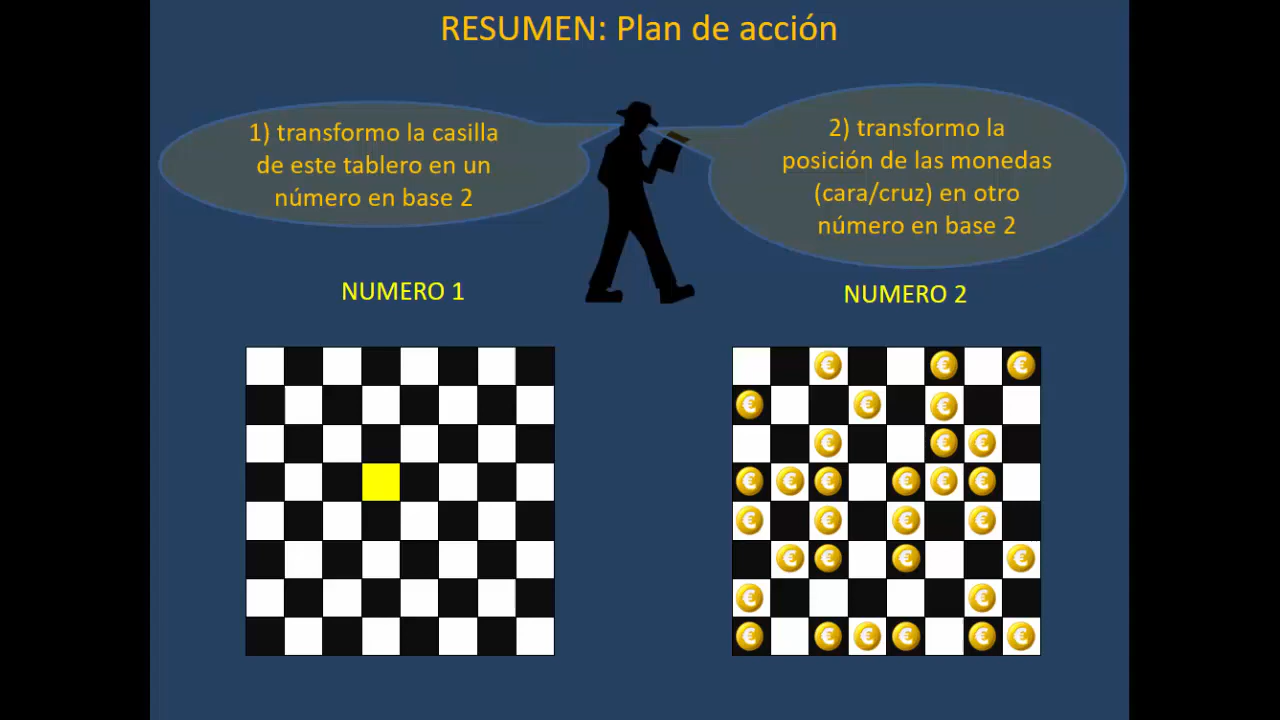 RESUMEN: Plan de acción
1) transformo la casilla
de este tablero en un
número en base 2
2) transformo la
posición de las monedas
(cara/cruz) en otro
número en base 2
NUMERO 1
NUMERO 2